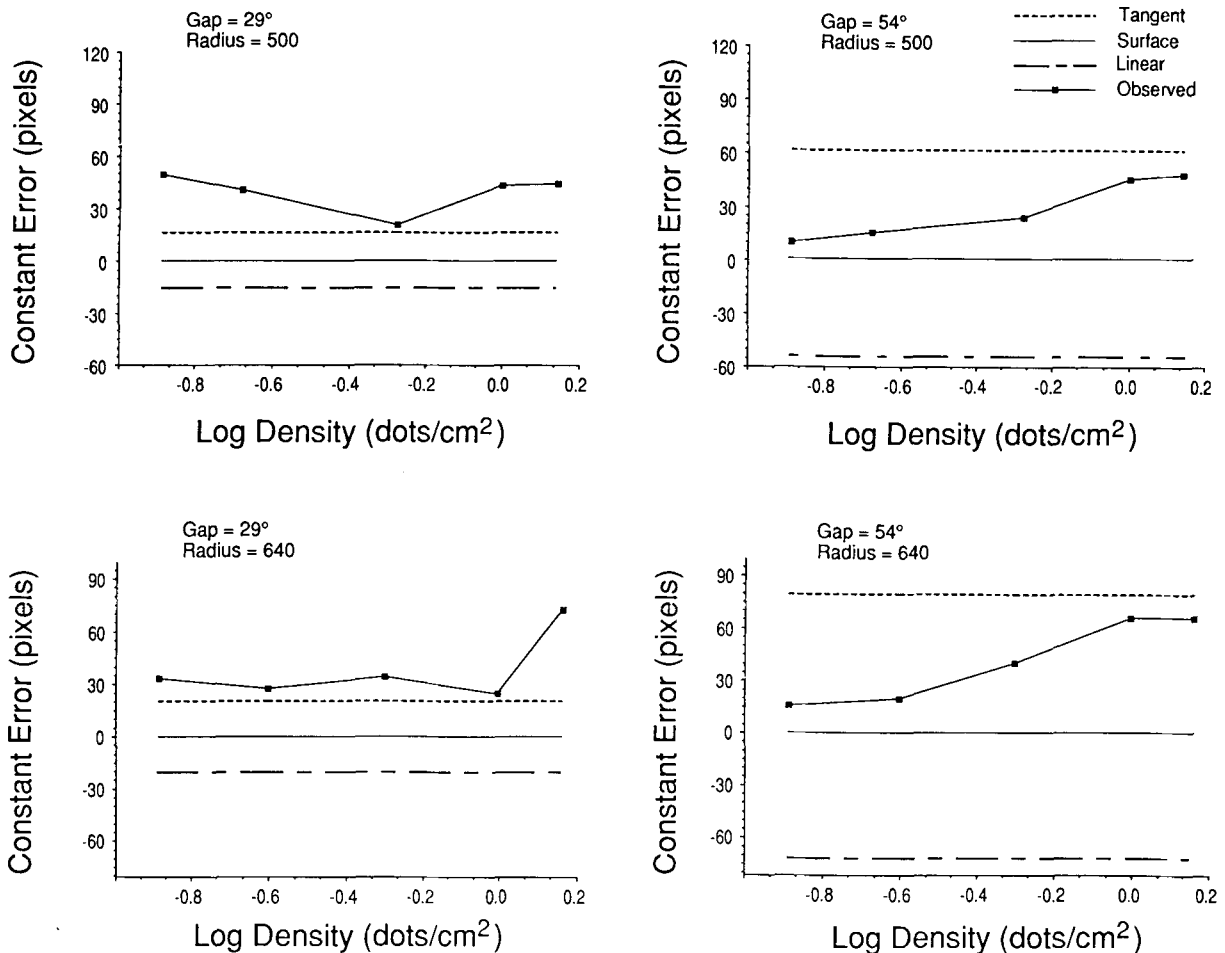 Gap = 29°
Radius = 500
120
90
60
30
0
-30
-60
Constant Error (pixels)
-0.8
-0.6
-0.4
-0.2
0.0
0.2
Log Density (dots/cm²)
Gap = 54°
Radius = 500
Tangent
Surface
Linear
Observed
120
90
60
30
0
-30
-60
Constant Error (pixels)
-0.8
-0.6
-0.4
-0.2
0.0
0.2
Log Density (dots/cm²)
Gap = 29°
Radius = 640
90
60
30
0
-30
-60
Constant Error (pixels)
-0.8
-0.6
-0.4
-0.2
0.0
0.2
Log Density (dots/cm²)
Gap = 54°
Radius = 640
90
60
30
0
-30
-60
Constant Error (pixels)
-0.8
-0.6
-0.4
-0.2
0.0
0.2
Log Density (dots/cm²)